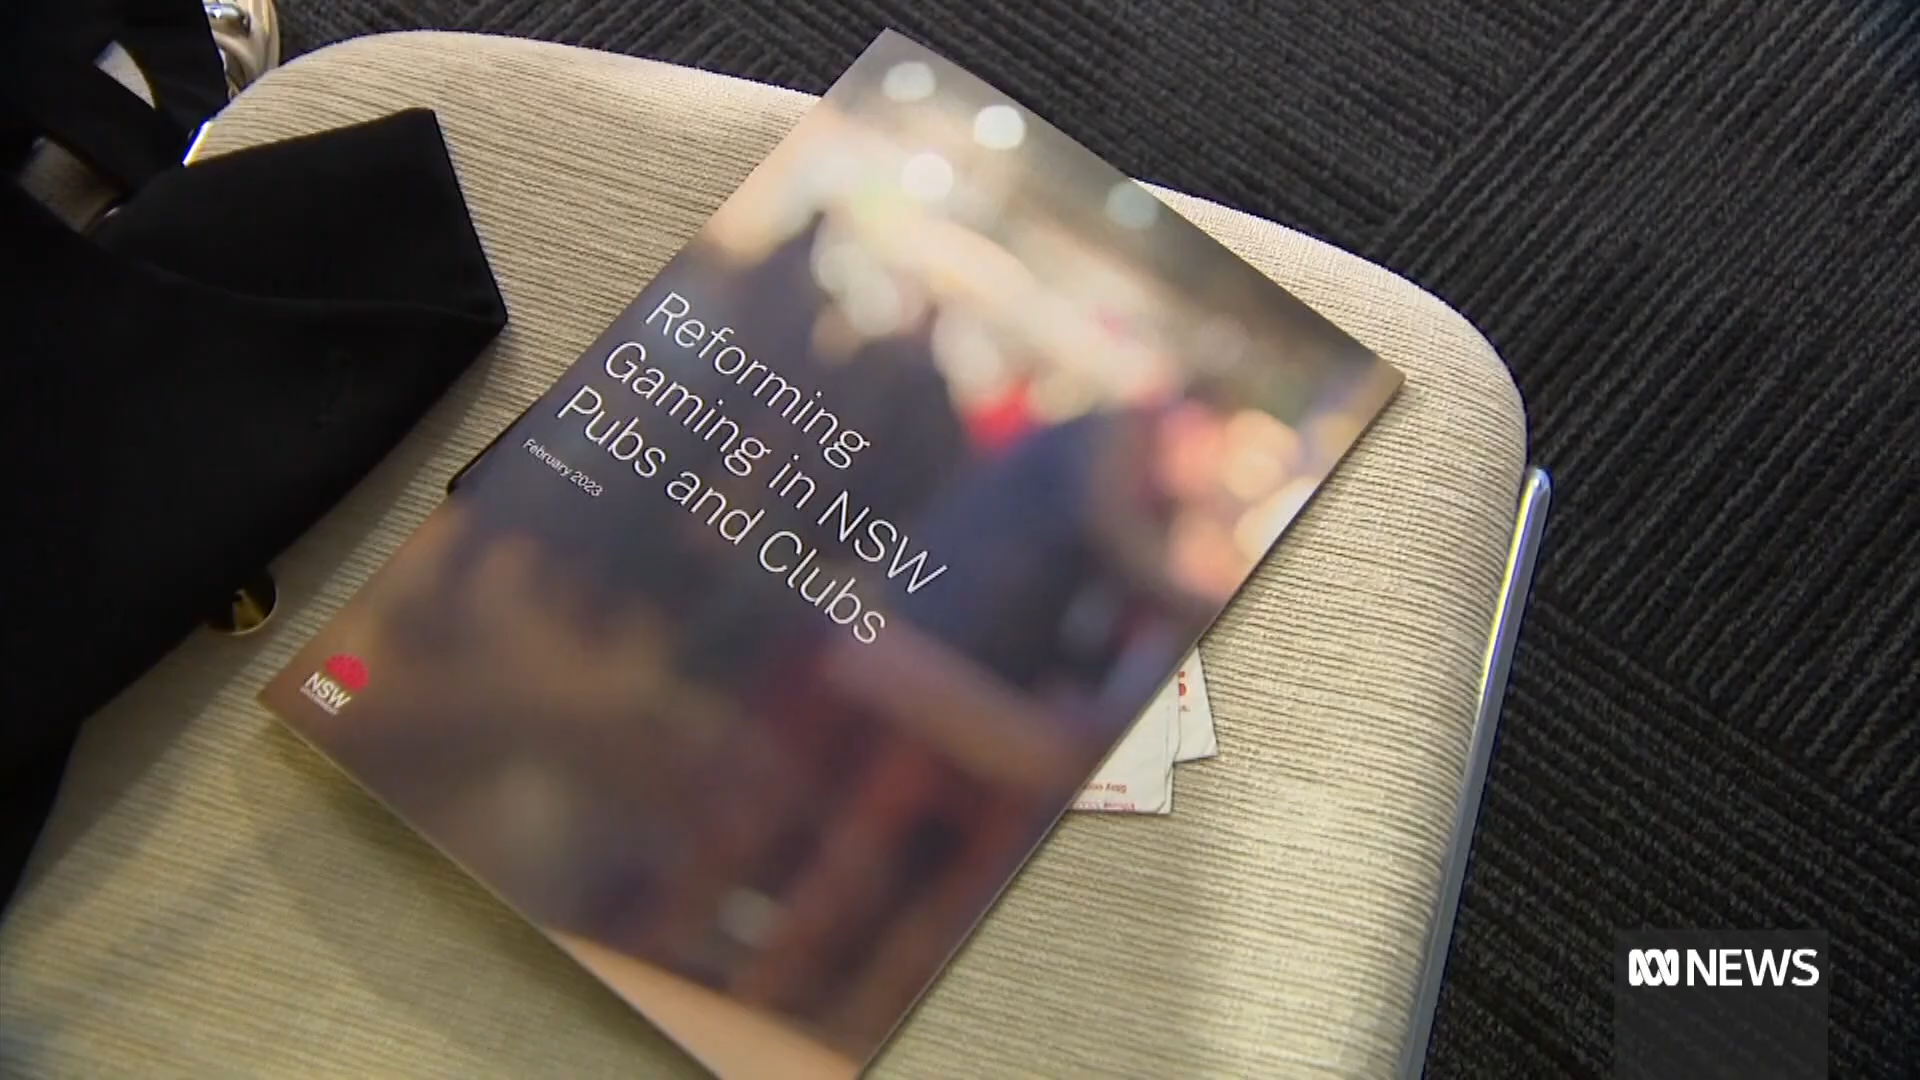 Reforming
Gaming in NSW
Pubs and Clubs
February 2023
NSW
NEWS